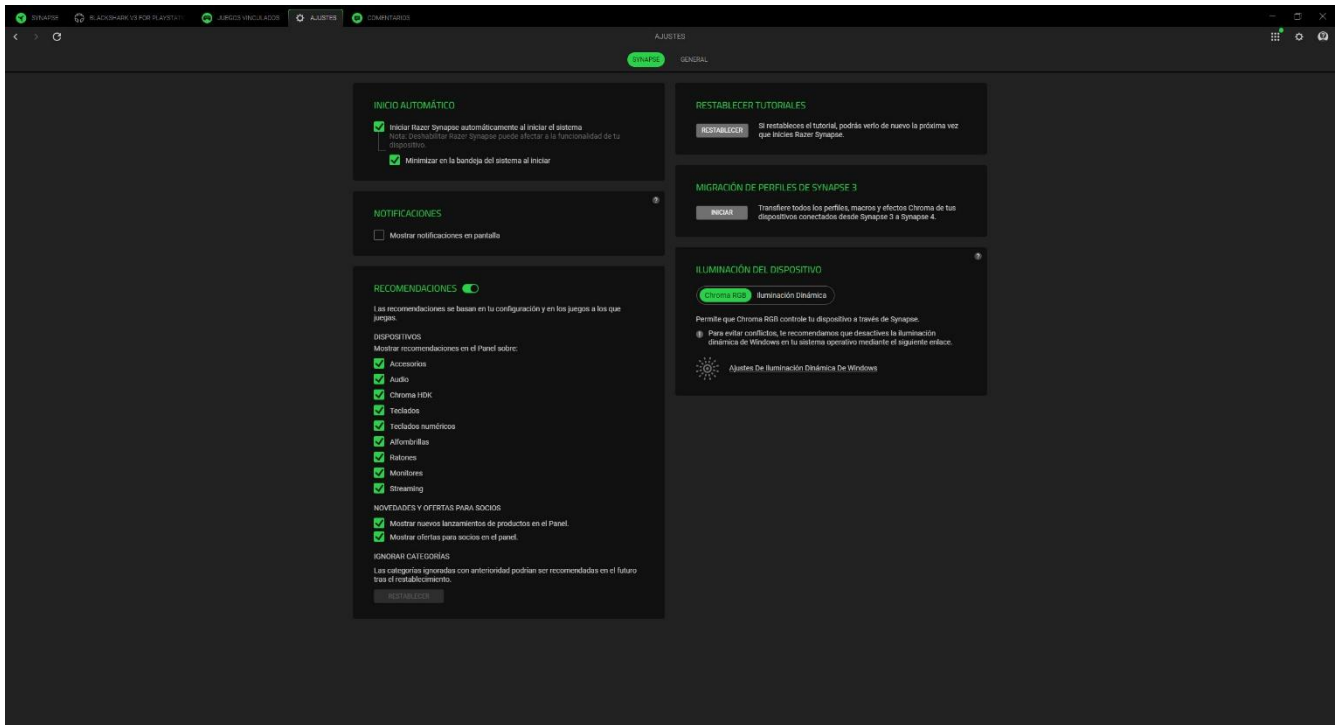 SYNAPSE
BLACKSHARK V3 FOR PLAYSTATI
JUEGOS VINCULADOS
AJUSTES
COMENTARIOS
AJUSTES
SYNAPSE
GENERAL
INICIO AUTOMÁTICO
Iniciar Razer Synapse automáticamente al iniciar el sistema
Nota: Deshabilitar Razer Synapse puede afectar a la funcionalidad de tu
dispositivo.
Minimizar en la bandeja del sistema al iniciar
NOTIFICACIONES
Mostrar notificaciones en pantalla
RECOMENDACIONES
Las recomendaciones se basan en tu configuración y en los juegos a los que
juegas.
DISPOSITIVOS
Mostrar recomendaciones en el Panel sobre:
Accesorios
Audio
Chroma HDK
Teclados
Teclados numéricos
Alfombrillas
Ratones
Monitores
Streaming
NOVEDADES Y OFERTAS PARA SOCIOS
Mostrar nuevos lanzamientos de productos en el Panel.
Mostrar ofertas para socios en el panel.
IGNORAR CATEGORÍAS
Las categorías ignoradas con anterioridad podrían ser recomendadas en el futuro
tras el restablecimiento.
RESTABLECER
RESTABLECER TUTORIALES
RESTABLECER
Si restableces el tutorial, podrás verlo de nuevo la próxima vez
que inicies Razer Synapse.
MIGRACIÓN DE PERFILES DE SYNAPSE 3
INICIAR
Transfiere todos los perfiles, macros y efectos Chroma de tus
dispositivos conectados desde Synapse 3 a Synapse 4.
ILUMINACIÓN DEL DISPOSITIVO
Chroma RGB
Iluminación Dinámica
Permite que Chroma RGB controle tu dispositivo a través de Synapse.
Para evitar conflictos, te recomendamos que desactives la iluminación
dinámica de Windows en tu sistema operativo mediante el siguiente enlace.
Ajustes De Iluminación Dinámica De Windows